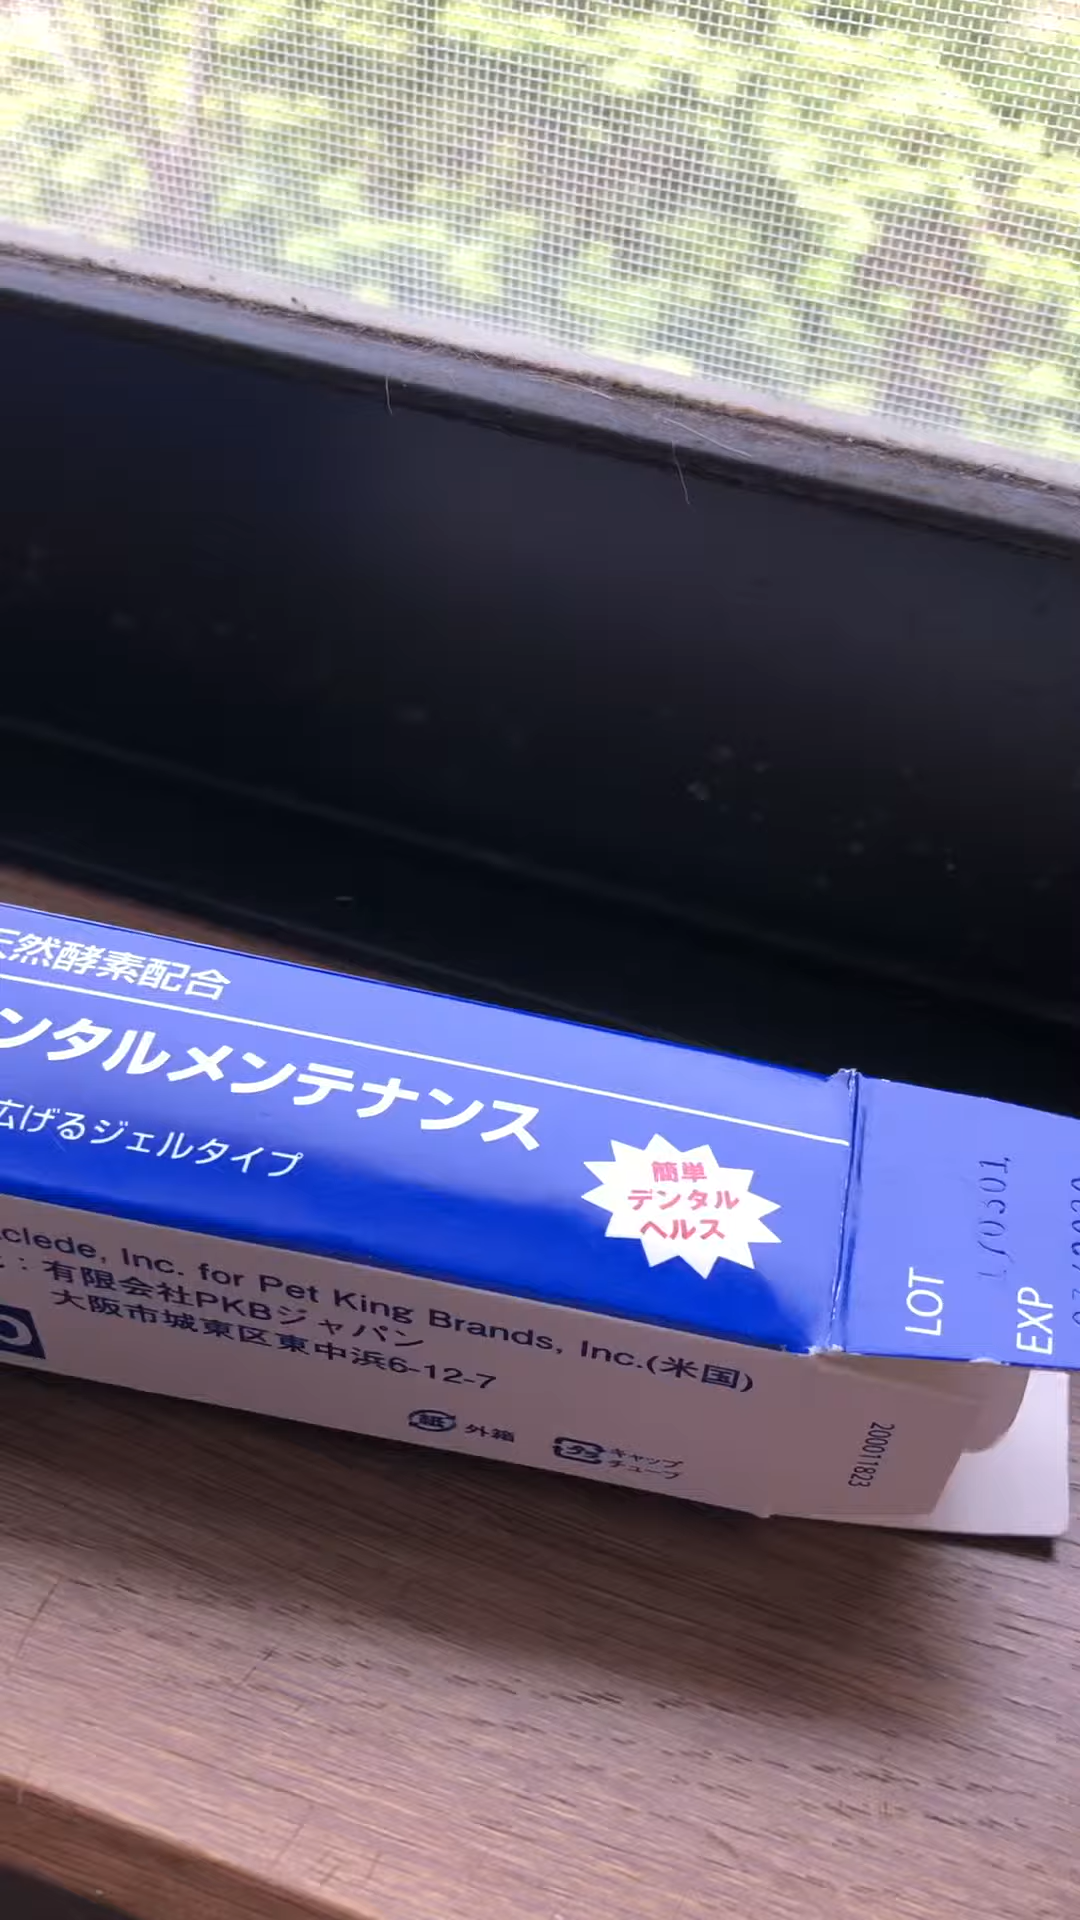 然酵素配合
ンタルメンテナンス
広げるジェルタイプ
簡単
デンタル
ヘルス
clede, Inc. for Pet King Brands, Inc.(米国)
:有限会社PKBジャパン
大阪市城東区東中浜6-12-7
紙 外箱
プラ キャップ
チューブ
200011823
LOT
EXP